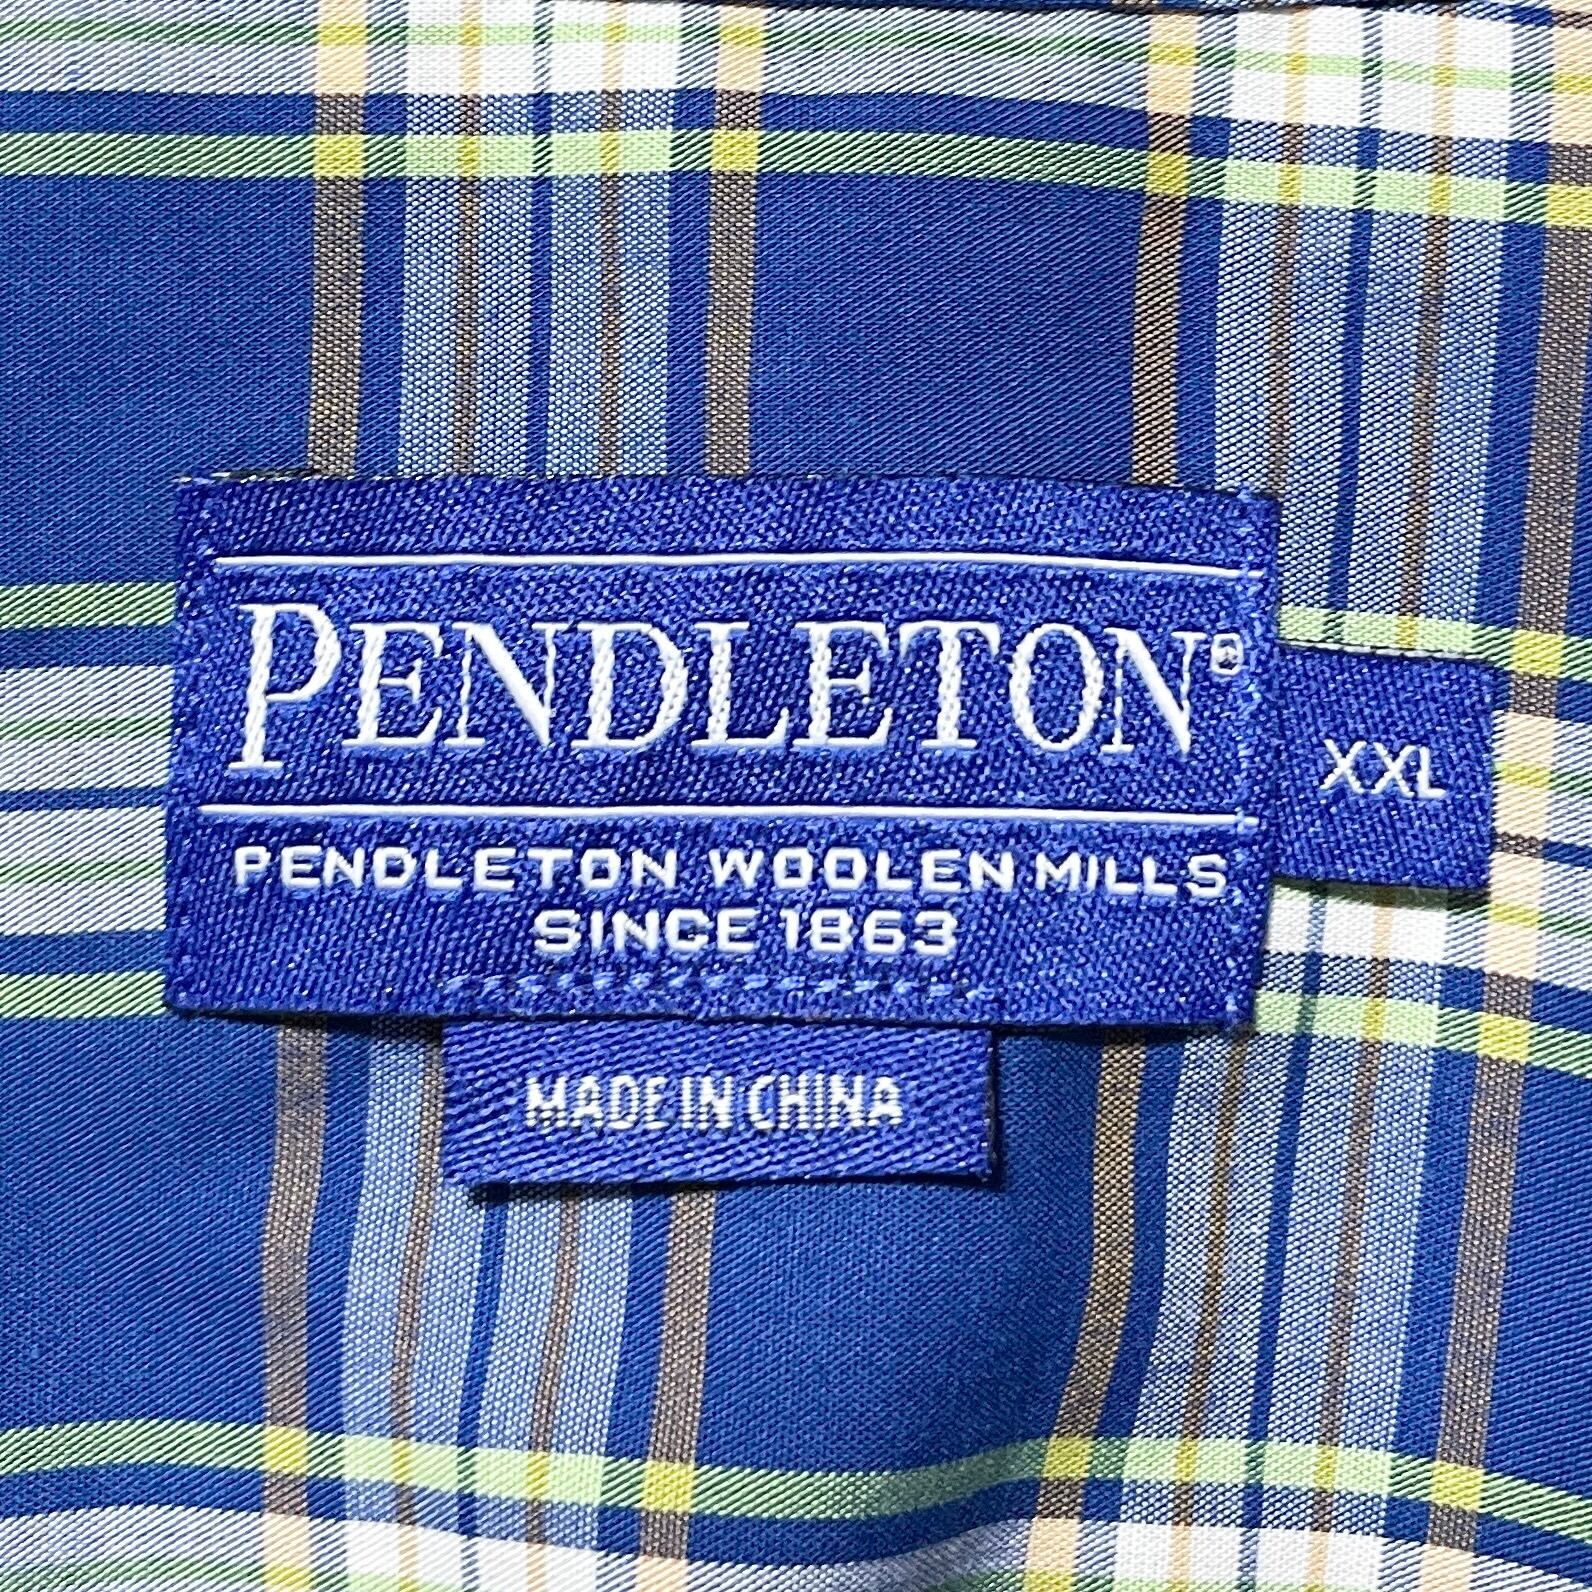 PENDLETON®
XXL
PENDLETON WOOLEN MILLS
SINCE 1863
MADE IN CHINA